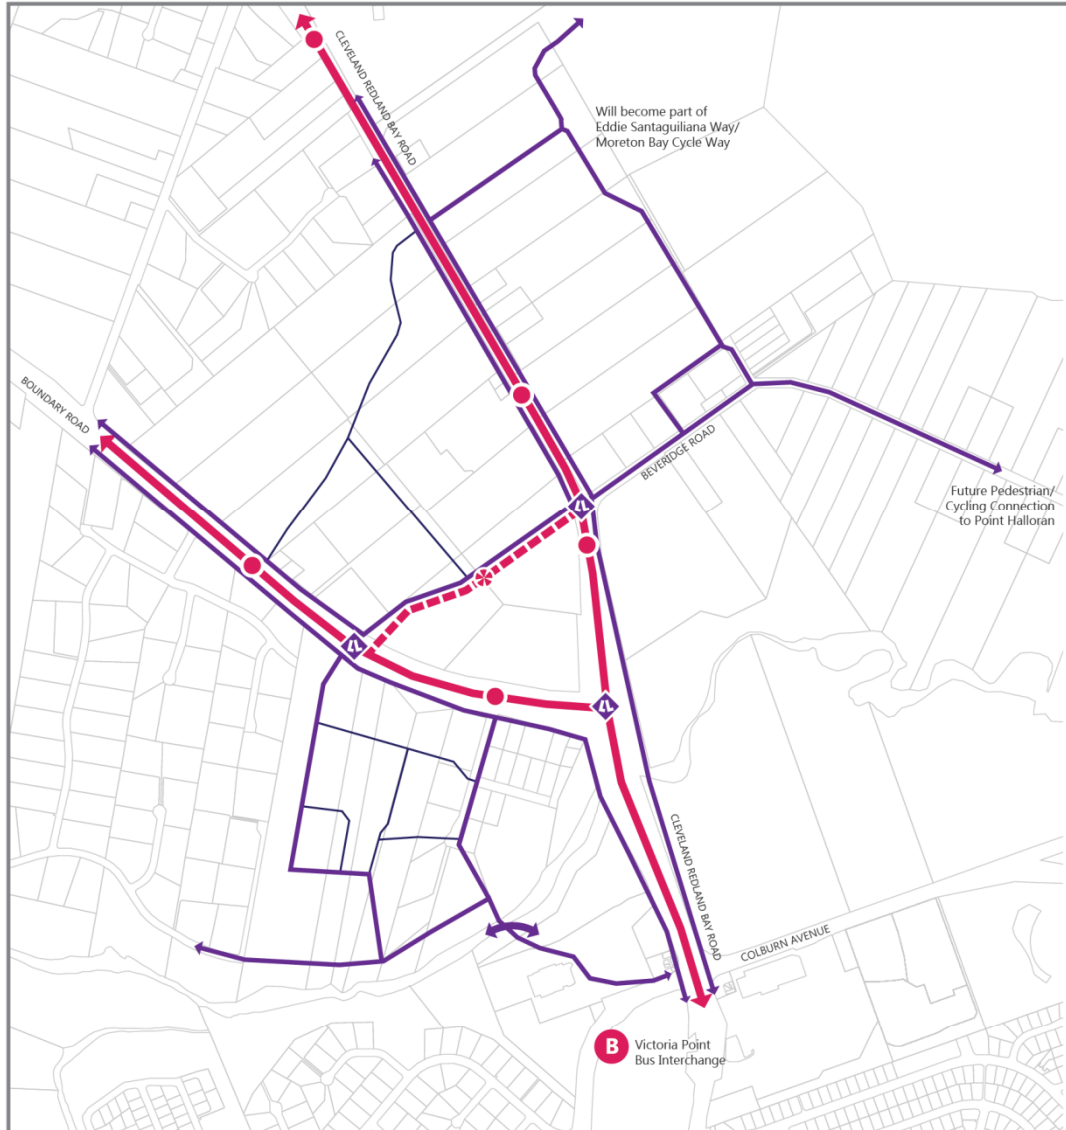 CLEVELAND REDLAND BAY ROAD
Will become part of
Eddie Santaguiliana Way/
Moreton Bay Cycle Way
BOUNDARY ROAD
BEVERIDGE ROAD
Future Pedestrian/
Cycling Connection
to Point Halloran
CLEVELAND REDLAND BAY ROAD
COLBURN AVENUE
B
Victoria Point
Bus Interchange